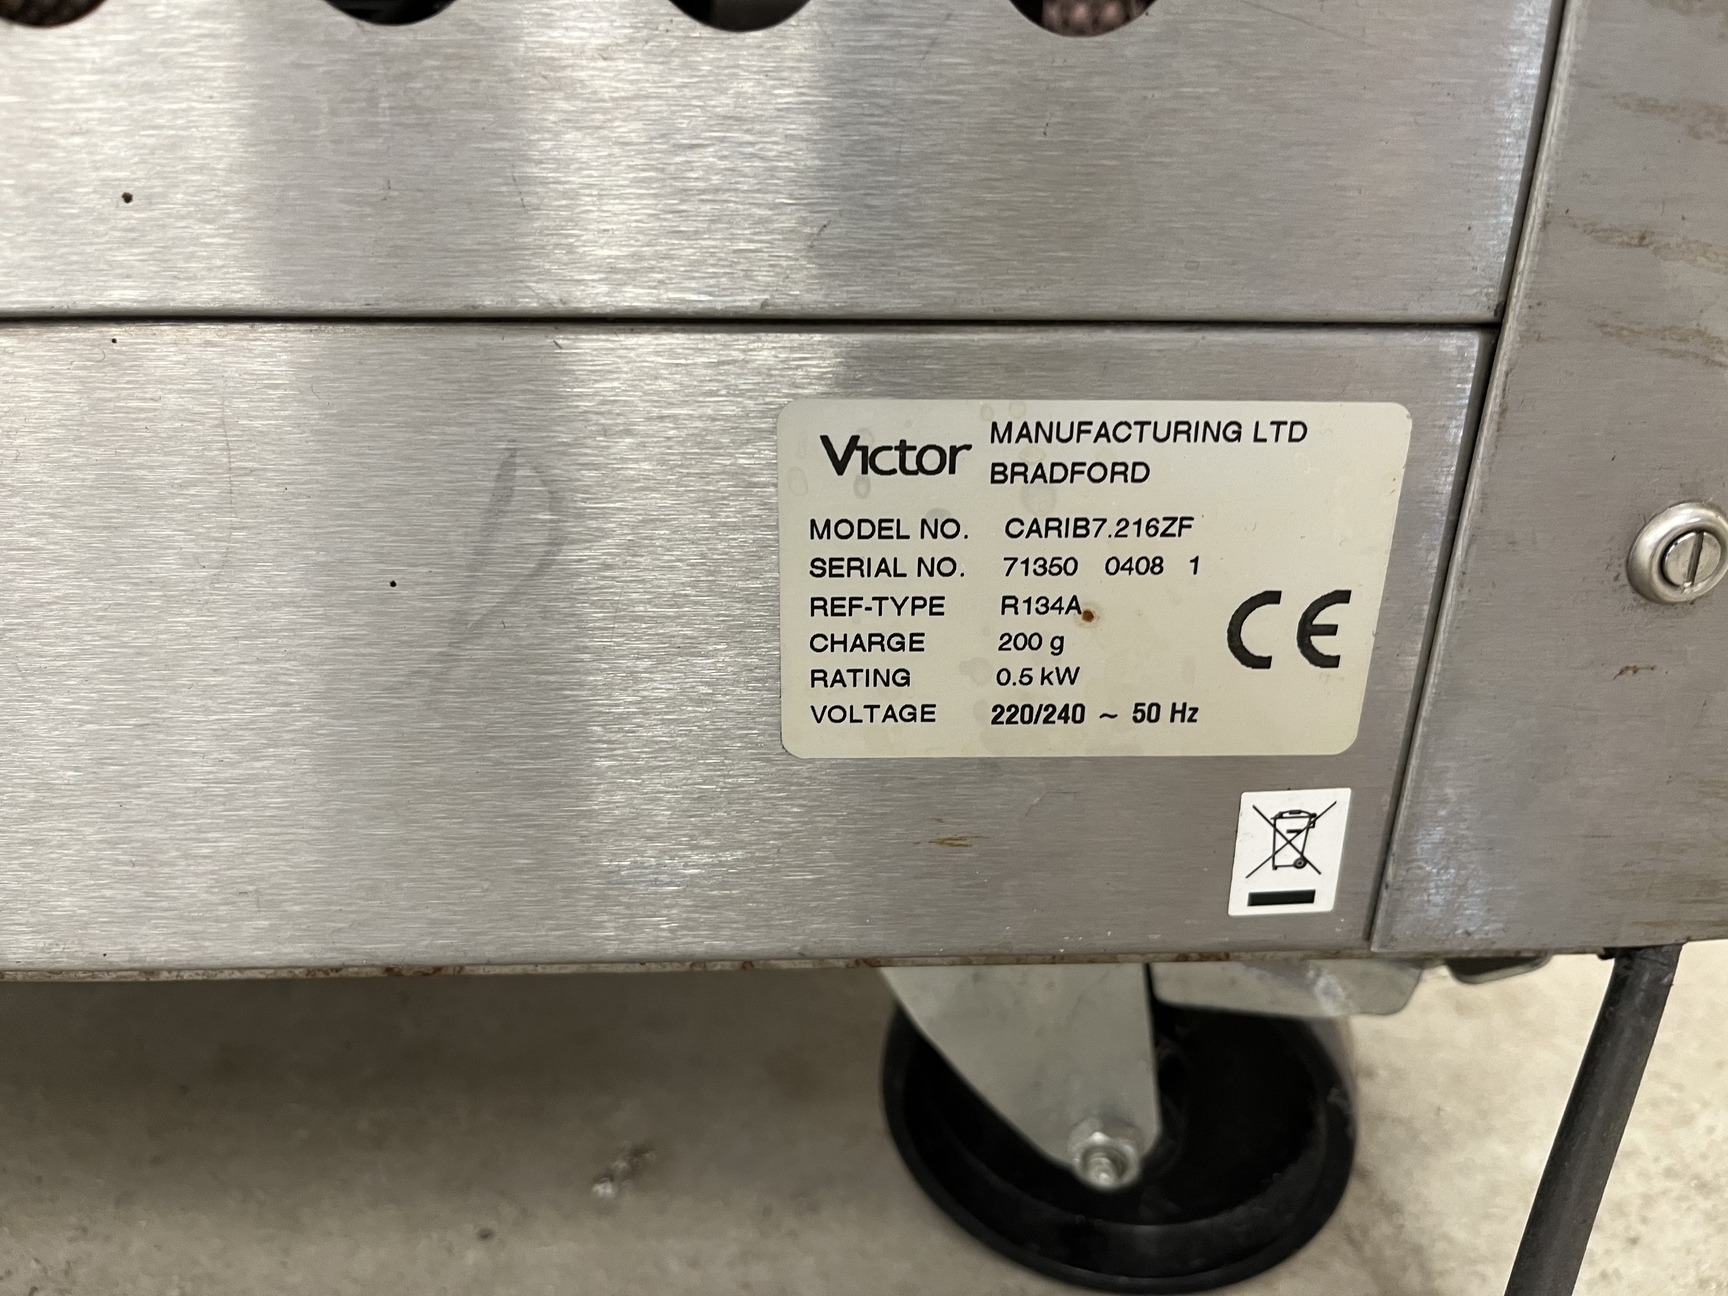 Victor MANUFACTURING LTD
BRADFORD
MODEL NO. CARIB7.216ZF
SERIAL NO. 71350 0408 1
REF-TYPE R134A
CHARGE 200 g
RATING 0.5 kW
VOLTAGE 220/240 ~ 50 Hz
CE